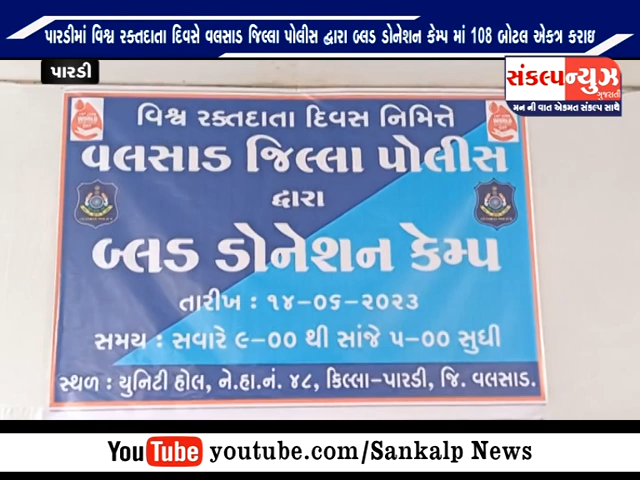 પારડીમાં વિશ્વ રક્તદાતા દિવસે વલસાડ જિલ્લા પોલીસ દ્વારા બ્લડ ડોનેશન કેમ્પ માં 108 બોટલ એકત્ર કરાઇ
પારડી
સંકલ્પન્યુઝ
ગુજરાતી
મન ની વાત એકમત સંકલ્પ સાથે
વિશ્વ રક્તદાતા દિવસ નિમિત્તે
વલસાડ જિલ્લા પોલીસ
દ્વારા
બ્લડ ડોનેશન કેમ્પ
તારીખ : ૧૪-૦૬-૨૦૨૩
સમય : સવારે ૯-૦૦ થી સાંજે ૫-૦૦ સુધી
સ્થળ : યુનિટી હોલ, ને.હા.નં. ૪૮, કિલ્લા-પારડી, જિ. વલસાડ.
YouTube youtube.com/Sankalp News